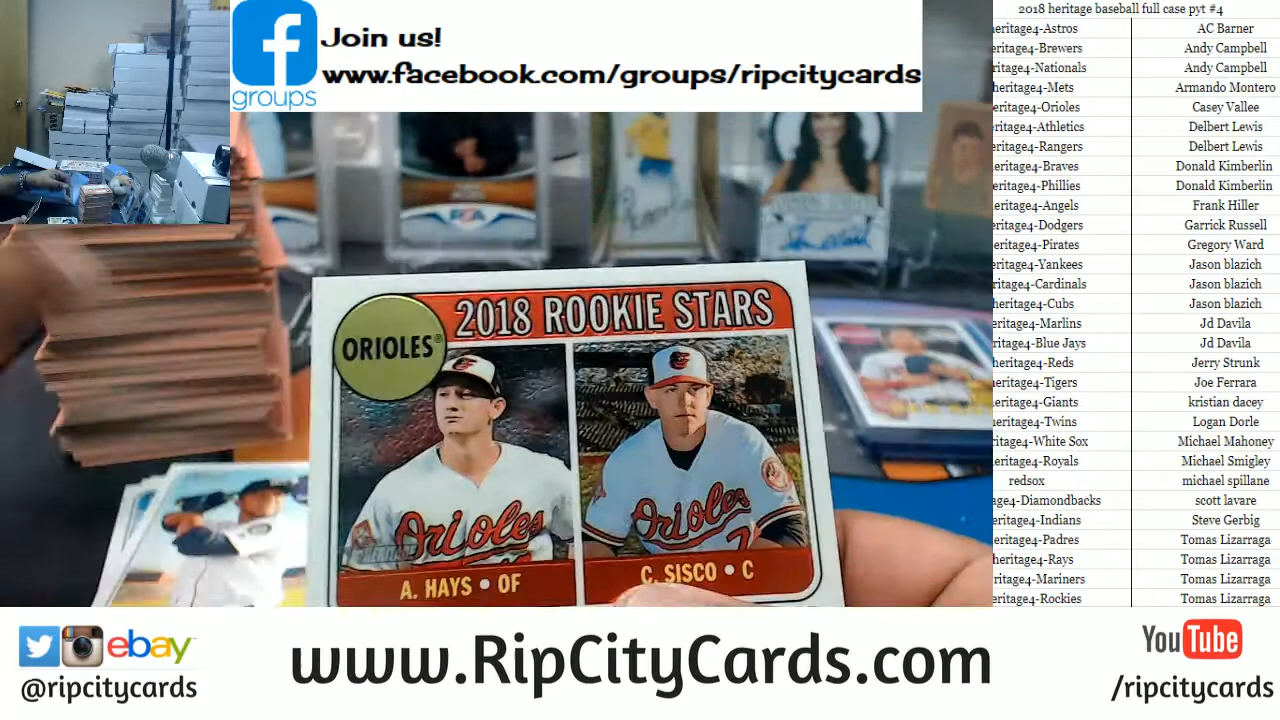 Join us!
www.facebook.com/groups/ripcitycards
f
groups
2018 heritage baseball full case pyt #4
eritage4-Astros AC Barner
eritage4-Brewers Andy Campbell
ritage4-Nationals Andy Campbell
heritage4-Mets Armando Montero
eritage4-Orioles Casey Vallee
eritage4-Athletics Delbert Lewis
eritage4-Rangers Delbert Lewis
eritage4-Braves Donald Kimberlin
eritage4-Phillies Donald Kimberlin
eritage4-Angels Frank Hiller
eritage4-Dodgers Garrick Russell
eritage4-Pirates Gregory Ward
eritage4-Yankees Jason blazich
eritage4-Cardinals Jason blazich
heritage4-Cubs Jason blazich
eritage4-Marlins Jd Davila
eritage4-Blue Jays Jd Davila
heritage4-Reds Jerry Strunk
eritage4-Tigers Joe Ferrara
eritage4-Giants kristian dacey
eritage4-Twins Logan Dorle
ritage4-White Sox Michael Mahoney
eritage4-Royals Michael Smigley
redsox michael spillane
age4-Diamondbacks scott lavare
eritage4-Indians Steve Gerbig
eritage4-Padres Tomas Lizarraga
heritage4-Rays Tomas Lizarraga
ritage4-Mariners Tomas Lizarraga
eritage4-Rockies Tomas Lizarraga
PSA
2018 ROOKIE STARS
ORIOLES
Orioles
Orioles
A. HAYS • OF
C. SISCO • C
ebay
@ripcitycards
www.RipCityCards.com
YouTube
/ripcitycards